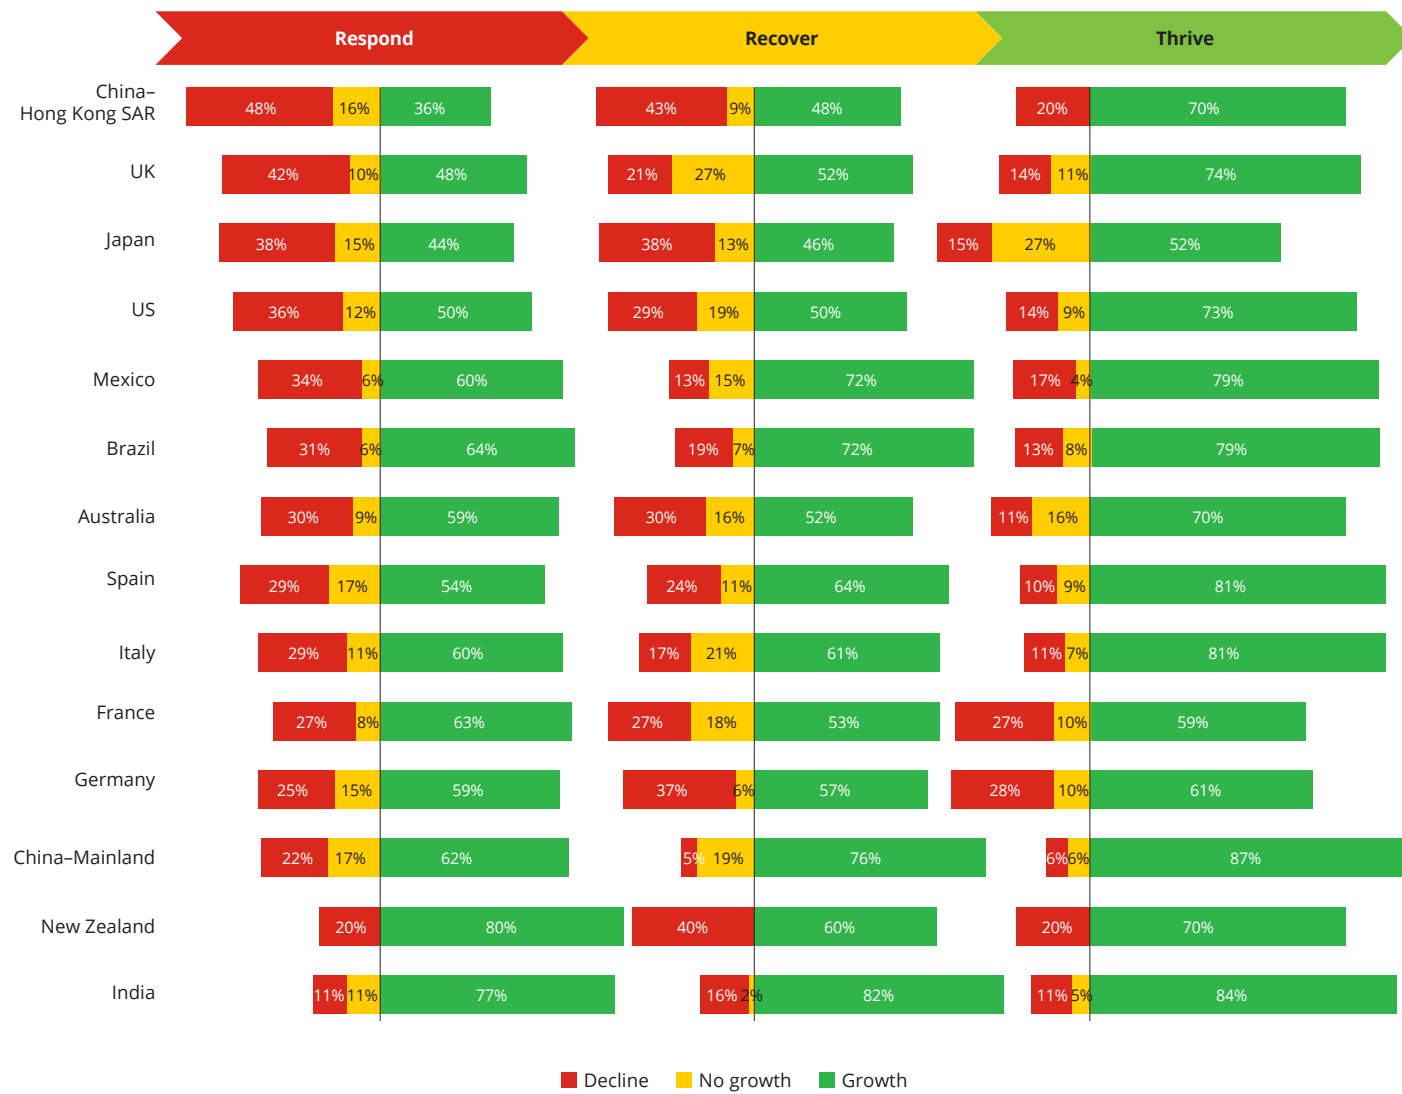 Respond Recover Thrive
China–
Hong Kong SAR 48% 16% 36% 43% 9% 48% 20% 70%
UK 42% 10% 48% 21% 27% 52% 14% 11% 74%
Japan 38% 15% 44% 38% 13% 46% 15% 27% 52%
US 36% 12% 50% 29% 19% 50% 14% 9% 73%
Mexico 34% 6% 60% 13% 15% 72% 17% 4% 79%
Brazil 31% 6% 64% 19% 7% 72% 13% 8% 79%
Australia 30% 9% 59% 30% 16% 52% 11% 16% 70%
Spain 29% 17% 54% 24% 11% 64% 10% 9% 81%
Italy 29% 11% 60% 17% 21% 61% 11% 7% 81%
France 27% 8% 63% 27% 18% 53% 27% 10% 59%
Germany 25% 15% 59% 37% 6% 57% 28% 10% 61%
China–Mainland 22% 17% 62% 5% 19% 76% 6% 6% 87%
New Zealand 20% 80% 40% 60% 20% 70%
India 11% 11% 77% 16% 2% 82% 11% 5% 84%
Decline No growth Growth